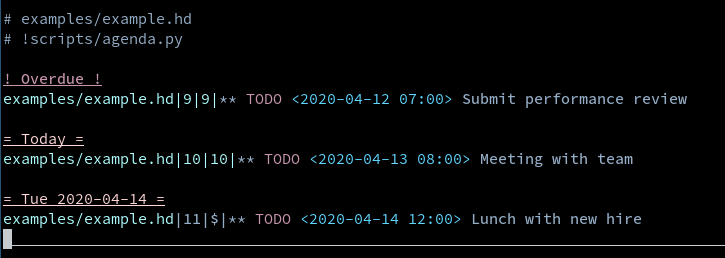 # examples/example.hd
# !scripts/agenda.py
! Overdue !
examples/example.hd|9|9|** TODO <2020-04-12 07:00> Submit performance review
= Today =
examples/example.hd|10|10|** TODO <2020-04-13 08:00> Meeting with team
= Tue 2020-04-14 =
examples/example.hd|11|$|** TODO <2020-04-14 12:00> Lunch with new hire